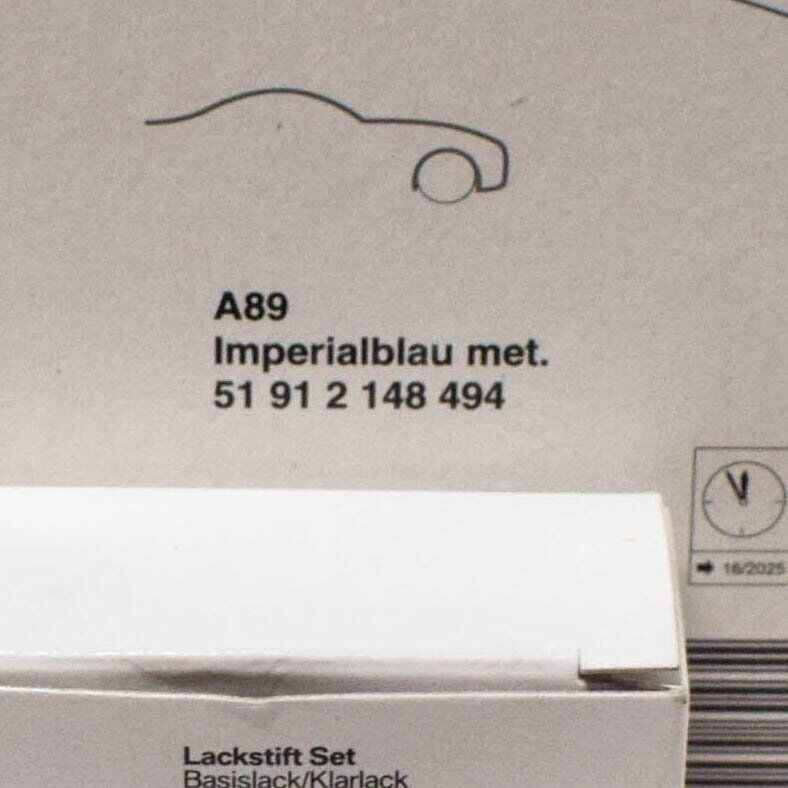 A89
Imperialblau met.
51 91 2 148 494
16/2025
Lackstift Set
Basislack/Klarlack